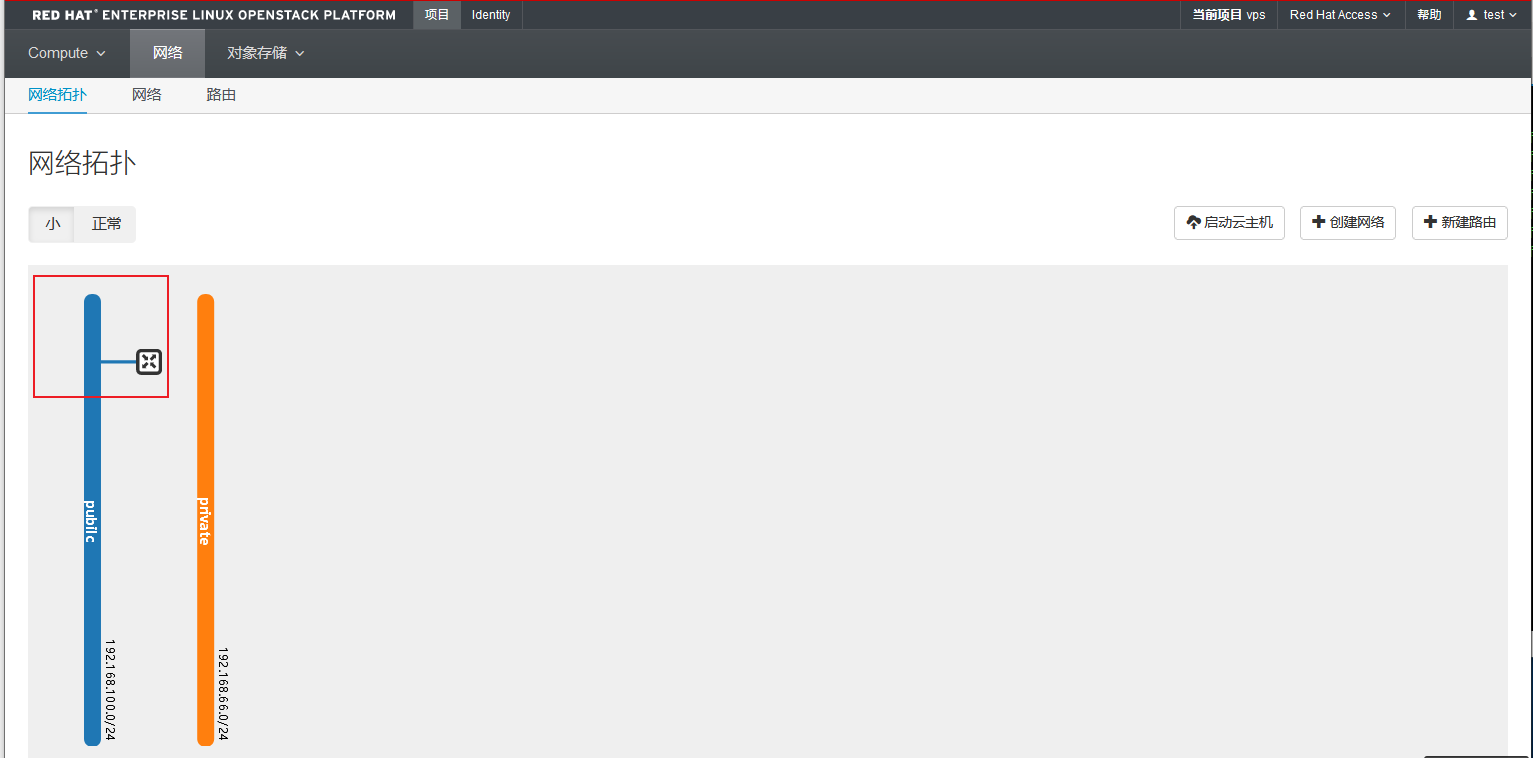 RED HAT® ENTERPRISE LINUX OPENSTACK PLATFORM 项目 Identity 当前项目 vps Red Hat Access 帮助 test
Compute 网络 对象存储
网络拓扑 网络 路由
网络拓扑
小 正常 启动云主机 创建网络 新建路由
pubilc
192.168.100.0/24
private
192.168.66.0/24